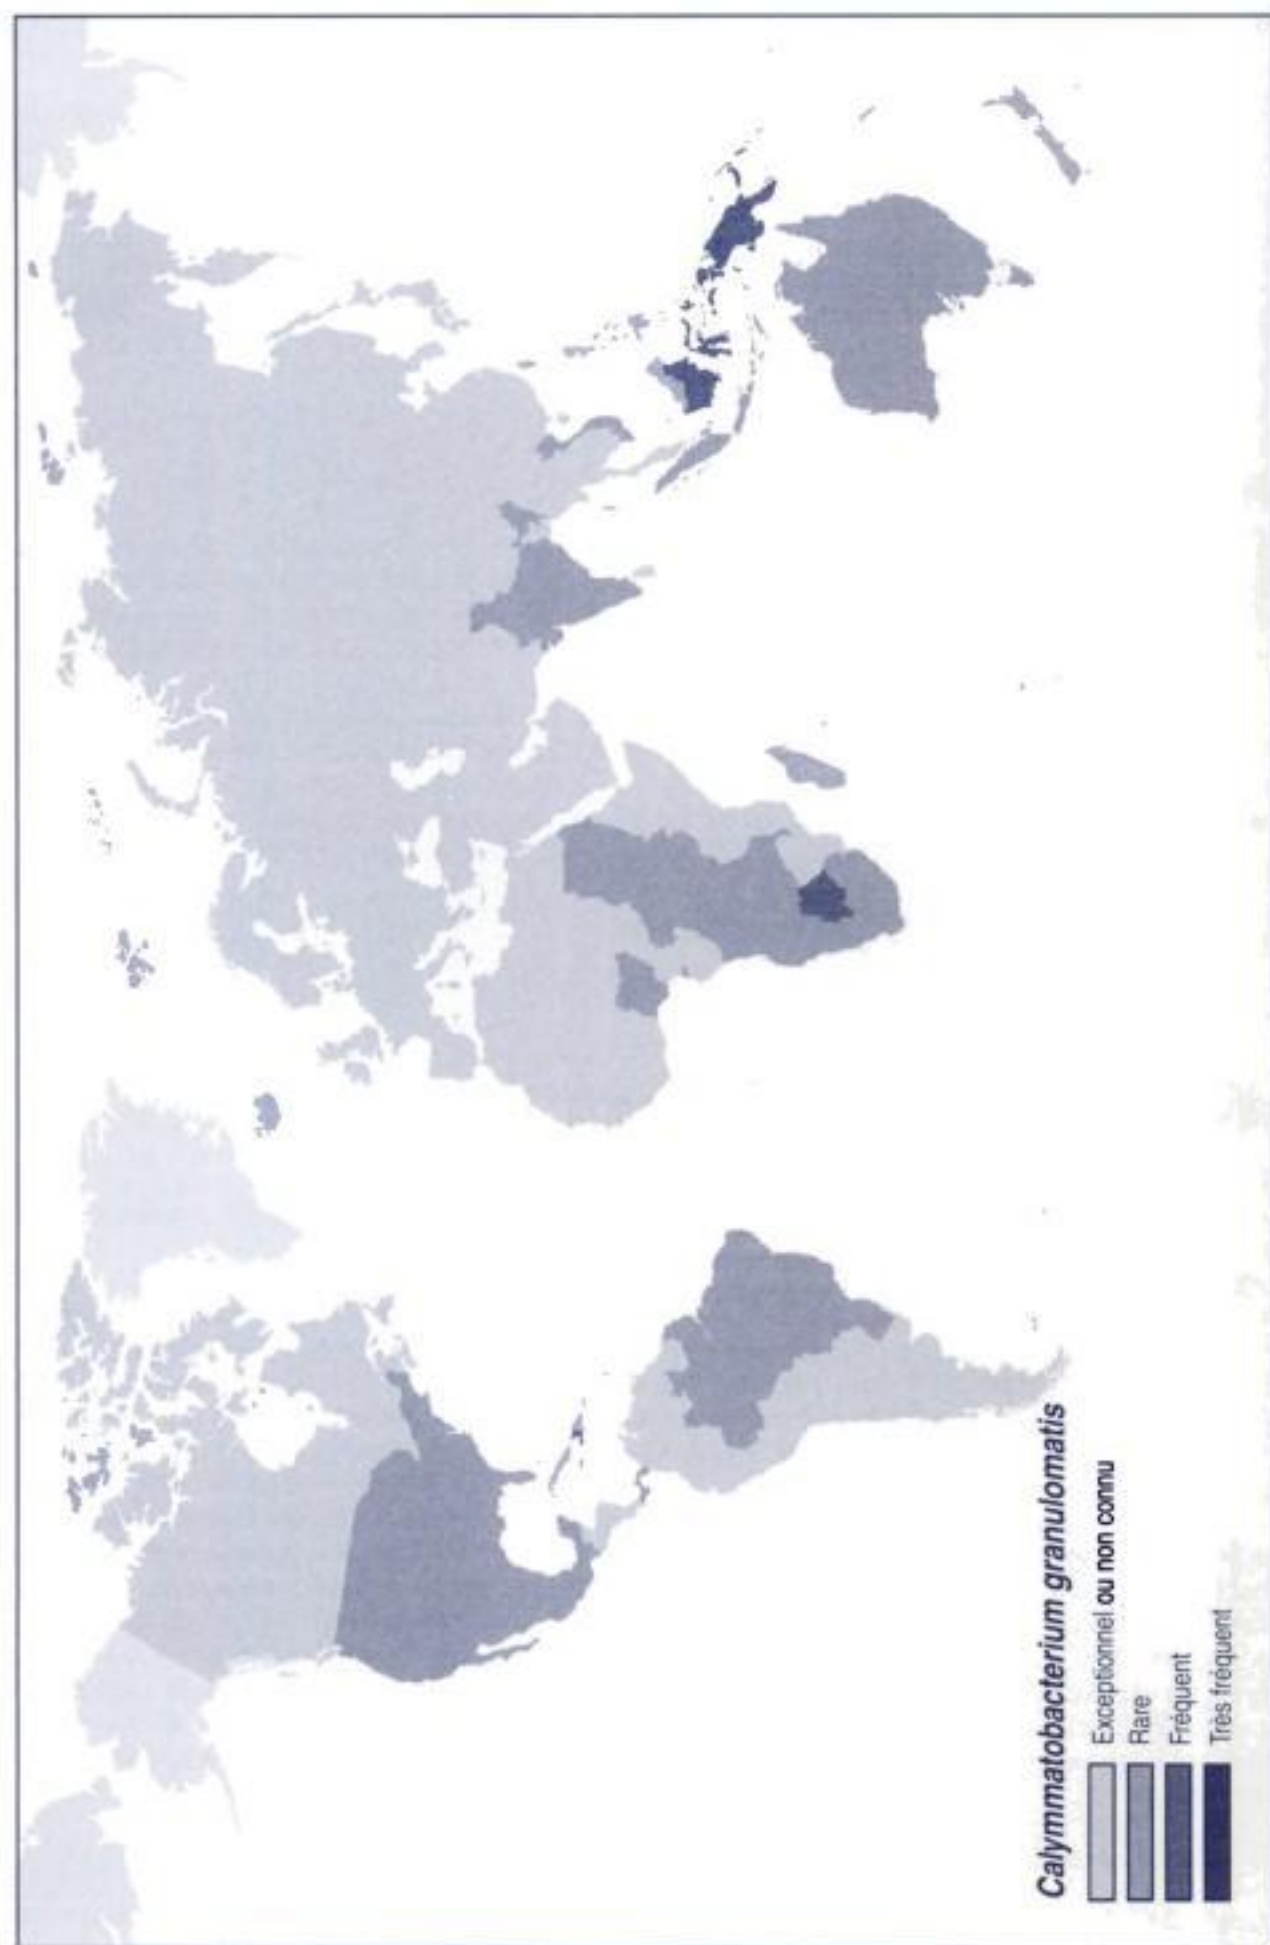 Calymmatobacterium granulomatis
Exceptionnel ou non connu
Rare
Fréquent
Très fréquent